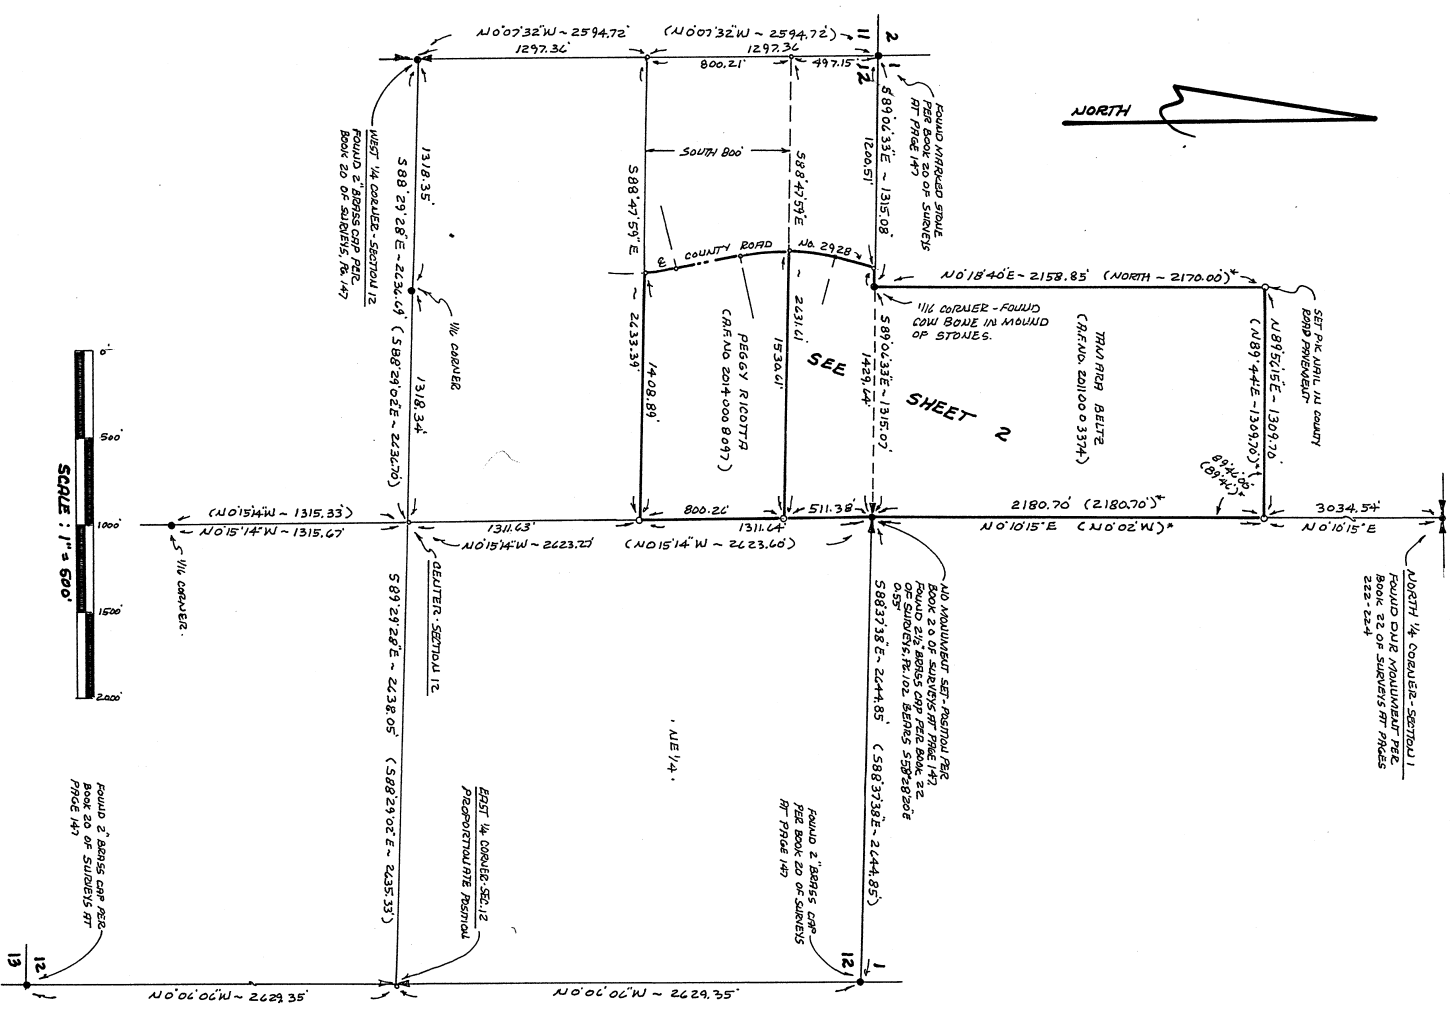 N0°07'32"W ~ 2594.72'
1297.36'
(N0°07'32"W ~ 2594.72')
1297.36'
800.21'
497.15'
11
2
12
1
NORTH
FOUND MARKED STONE
PER BOOK 20 OF SURVEYS
AT PAGE 147
S89°06'33"E ~ 1315.08'
1200.51'
WEST 1/4 CORNER-SECTION 12
FOUND 2" BRASS CAP PER
BOOK 20 OF SURVEYS, PG. 147
1318.35'
S88°29'28"E ~ 2636.69' (S88°29'02"E ~ 2636.70')
1318.34'
1/16 CORNER
SOUTH 800'
S88°47'59"E ~ 2633.39'
1408.89'
S88°47'59"E ~ 2631.61'
1530.61'
COUNTY ROAD NO. 2928
PEGGY RICOTTA
(A.F. NO. 2014000 8097)
SEE SHEET 2
N0°18'40"E ~ 2158.85' (NORTH ~ 2170.00')*
1/16 CORNER - FOUND
COW BONE IN MOUND
OF STONES.
S89°06'33"E ~ 1315.07'
1429.64'
TAMARA BELTZ
(A.F. NO. 2011000 3374)
SET P.K. NAIL IN COUNTY
ROAD PAVEMENT
N89°56'15"E ~ 1309.70'
(N89°44'E ~ 1309.70')*
89°46'00"
(89°46')*
0'
500'
1000'
1500'
2000'
SCALE : 1" = 500'
(N0°15'14"W ~ 1315.33')
N0°15'14"W ~ 1315.67'
1/16 CORNER.
1311.63'
800.26'
1311.64'
511.38'
N0°15'14"W ~ 2623.27'
(N0°15'14"W ~ 2623.60')
2180.70' (2180.70')*
N0°10'15"E (N0°02'W)*
3034.54'
N0°10'15"E
CENTER-SECTION 12
S89°29'28"E ~ 2638.05' (S88°29'02"E ~ 2635.33')
NO MONUMENT SET-POSITION PER
BOOK 20 OF SURVEYS AT PAGE 147
FOUND 2 1/2" BRASS CAP PER BOOK 22
OF SURVEYS, PG. 102 BEARS S58°28'20"E
0.55'
S88°37'38"E ~ 2644.85' (S88°37'38"E ~ 2644.85')
NORTH 1/4 CORNER-SECTION 1
FOUND DNR MONUMENT PER
BOOK 22 OF SURVEYS AT PAGES
222-224
NE1/4
EAST 1/4 CORNER-SEC.12
PROPORTIONATE POSITION
FOUND 2" BRASS CAP
PER BOOK 20 OF SURVEYS
AT PAGE 147
FOUND 2" BRASS CAP PER
BOOK 20 OF SURVEYS AT
PAGE 147
13
12
N0°06'06"W ~ 2629.35'
N0°06'06"W ~ 2629.35'
12
1